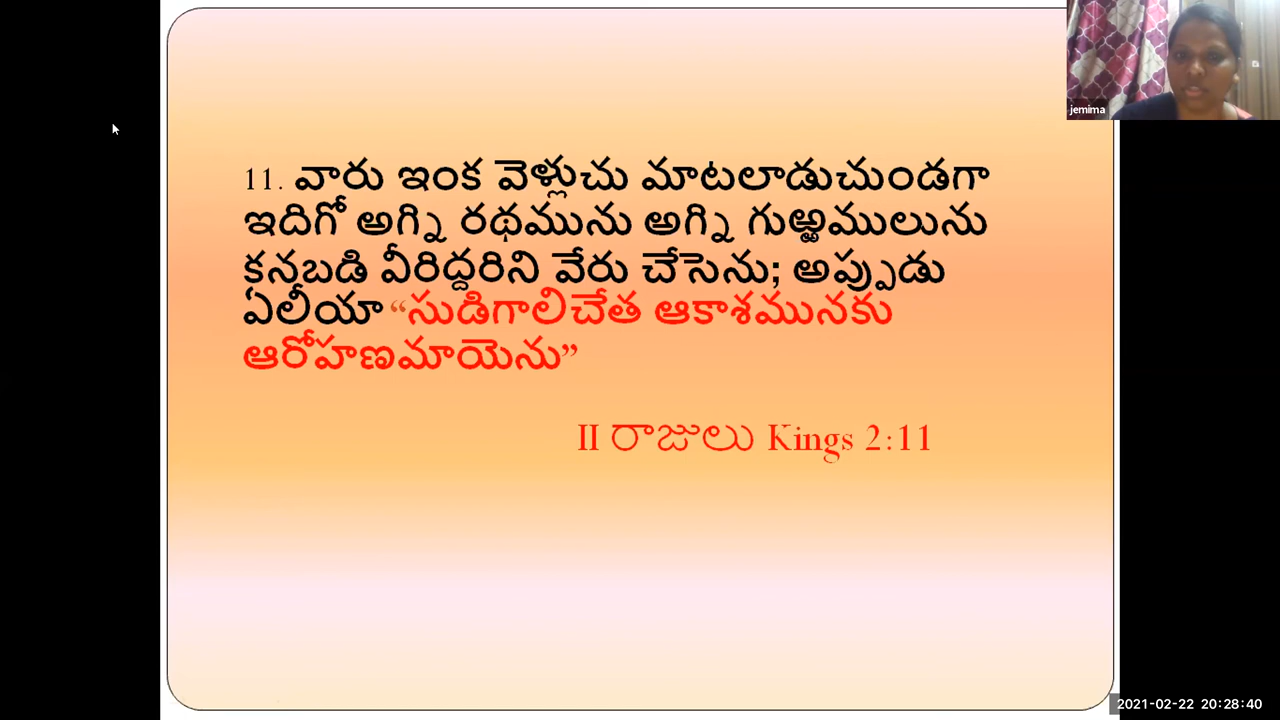 jemima
11. వారు ఇంక వెళ్లుచు మాటలాడుచుండగా
ఇదిగో అగ్ని రథమును అగ్ని గుఱ్ఱములును
కనబడి వీరిద్దరిని వేరు చేసెను; అప్పుడు
ఏలీయా “సుడిగాలిచేత ఆకాశమునకు
ఆరోహణమాయెను”
II రాజులు Kings 2:11
2021-02-22 20:28:40